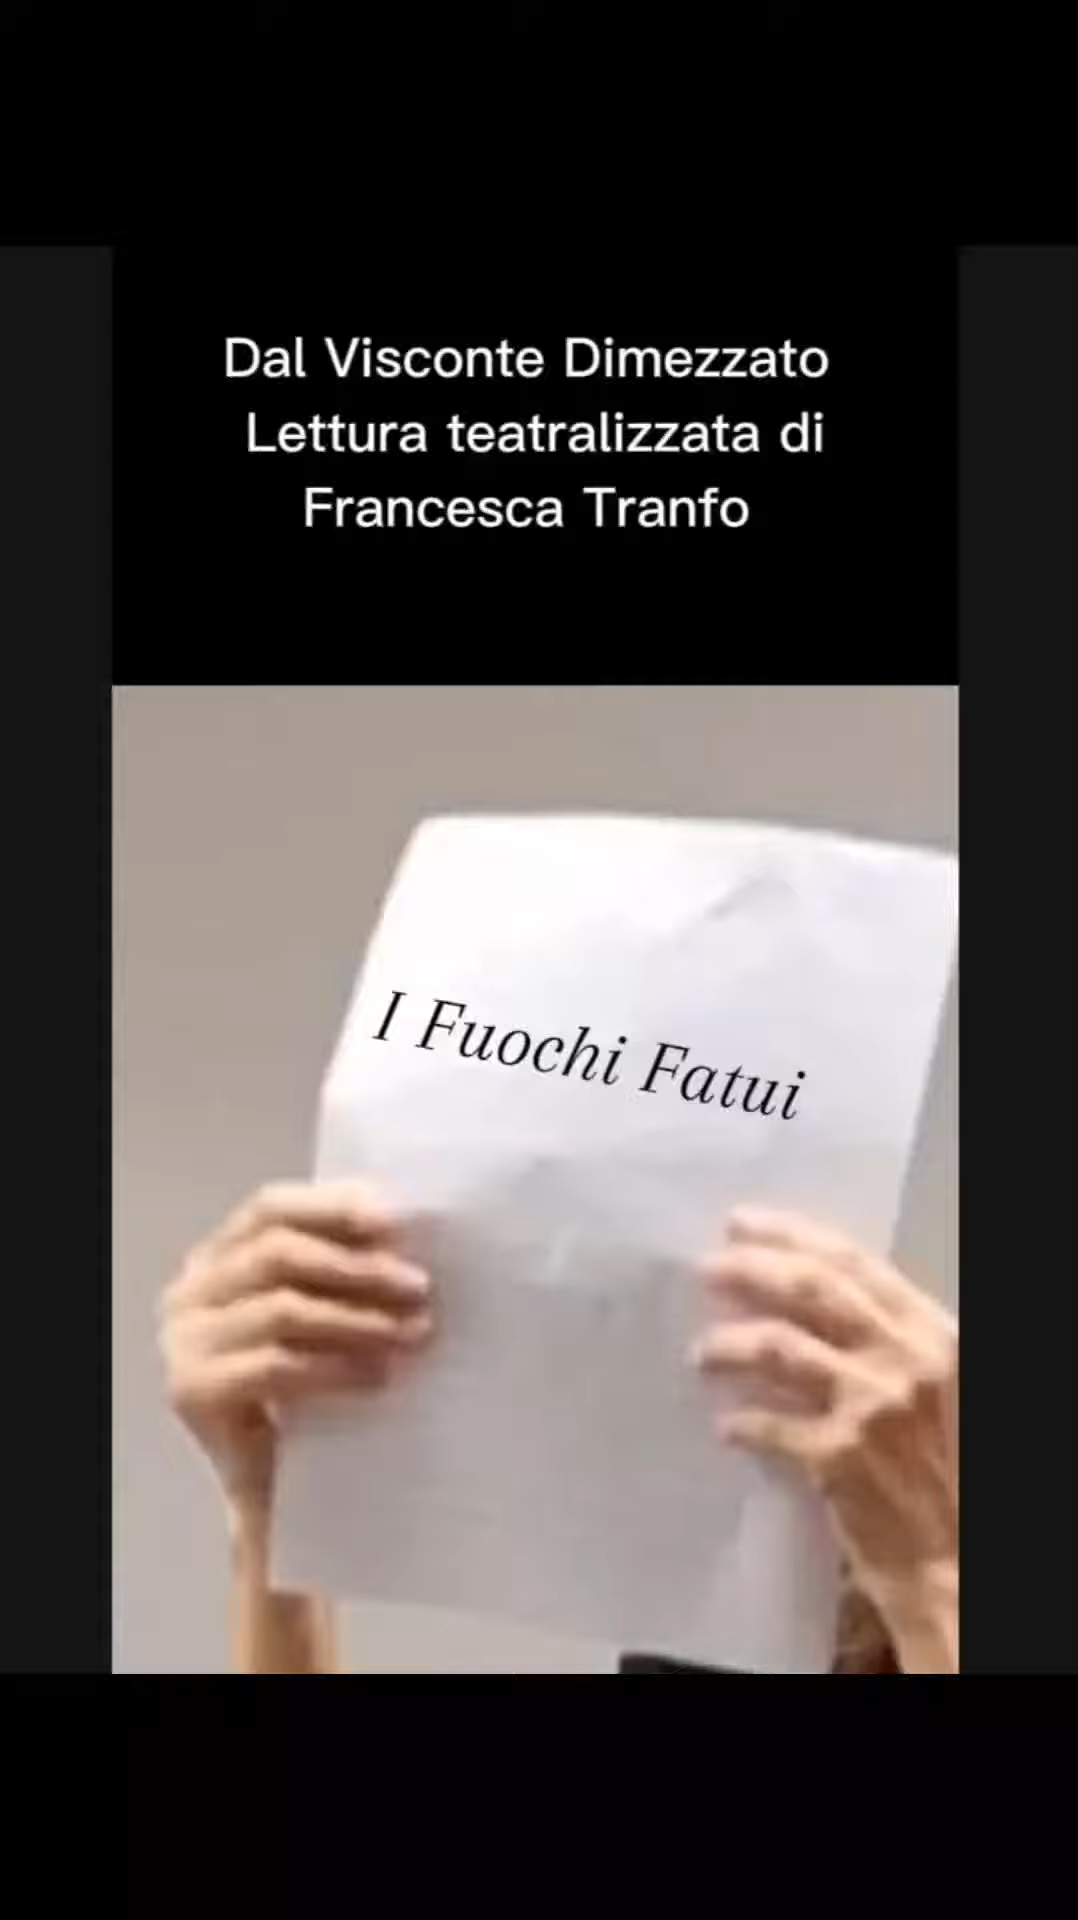 Dal Visconte Dimezzato
Lettura teatralizzata di
Francesca Tranfo
I Fuochi Fatui